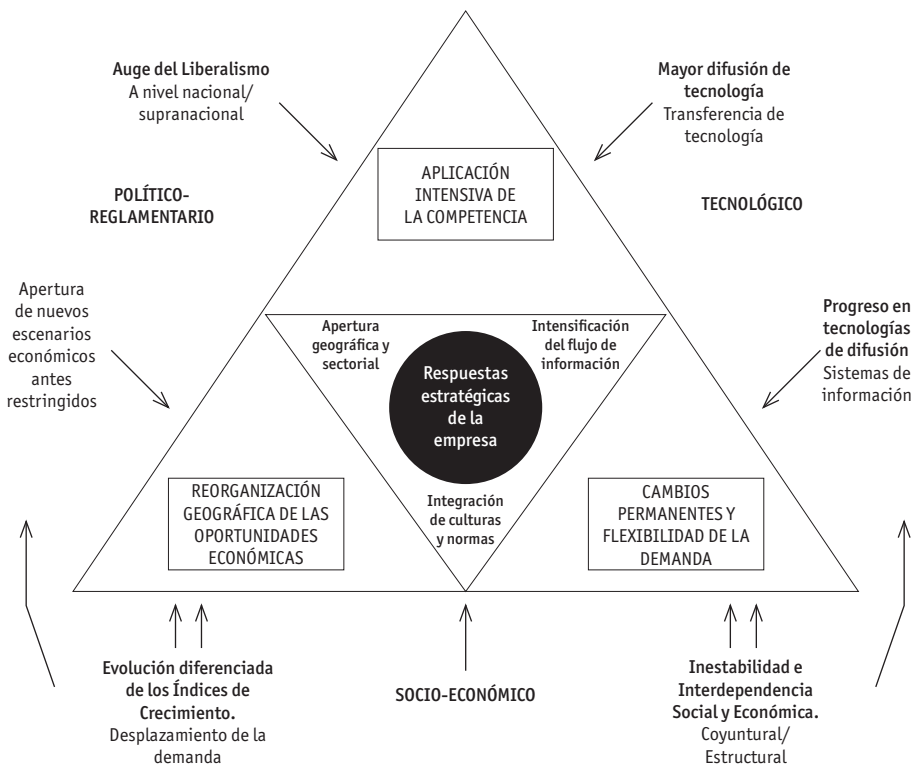 Auge del Liberalismo
A nivel nacional/
supranacional
Mayor difusión de
tecnología
Transferencia de
tecnología
APLICACIÓN
INTENSIVA DE
LA COMPETENCIA
POLÍTICO-
REGLAMENTARIO
TECNOLÓGICO
Apertura
de nuevos
escenarios
económicos
antes
restringidos
Apertura
geográfica y
sectorial
Intensificación
del flujo de
información
Progreso en
tecnologías
de difusión
Sistemas de
información
Respuestas
estratégicas
de la
empresa
REORGANIZACIÓN
GEOGRÁFICA DE LAS
OPORTUNIDADES
ECONÓMICAS
Integración
de culturas
y normas
CAMBIOS
PERMANENTES Y
FLEXIBILIDAD DE LA
DEMANDA
Evolución diferenciada
de los Índices de
Crecimiento.
Desplazamiento de la
demanda
SOCIO-ECONÓMICO
Inestabilidad e
Interdependencia
Social y Económica.
Coyuntural/
Estructural